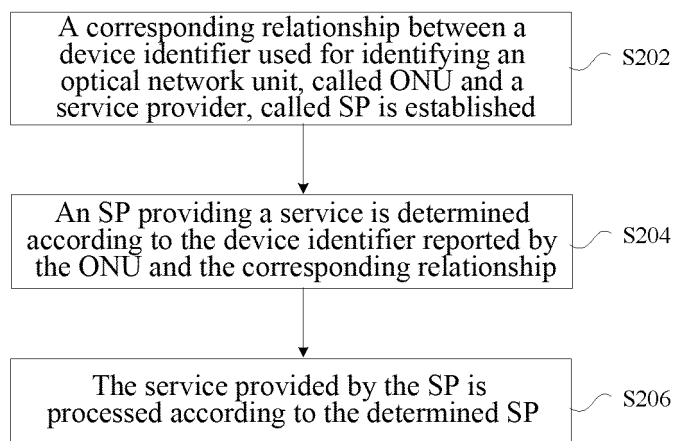 A corresponding relationship between a
device identifier used for identifying an
optical network unit, called ONU and a
service provider, called SP is established
S202
An SP providing a service is determined
according to the device identifier reported by
the ONU and the corresponding relationship
S204
The service provided by the SP is
processed according to the determined SP
S206